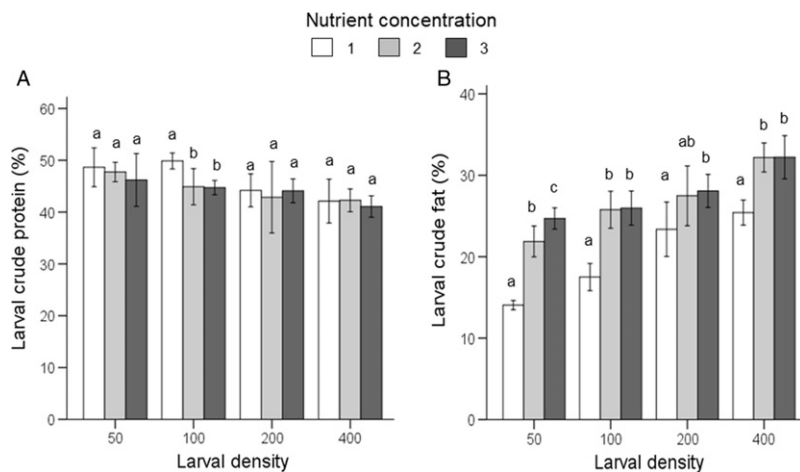 Nutrient concentration
1 2 3
A
B
Larval crude protein (%)
60
50
40
30
20
10
0
a a a a b b a a a a a a
50 100 200 400
Larval density
Larval crude fat (%)
40
30
20
10
0
a b c a b b a ab b a b b
50 100 200 400
Larval density